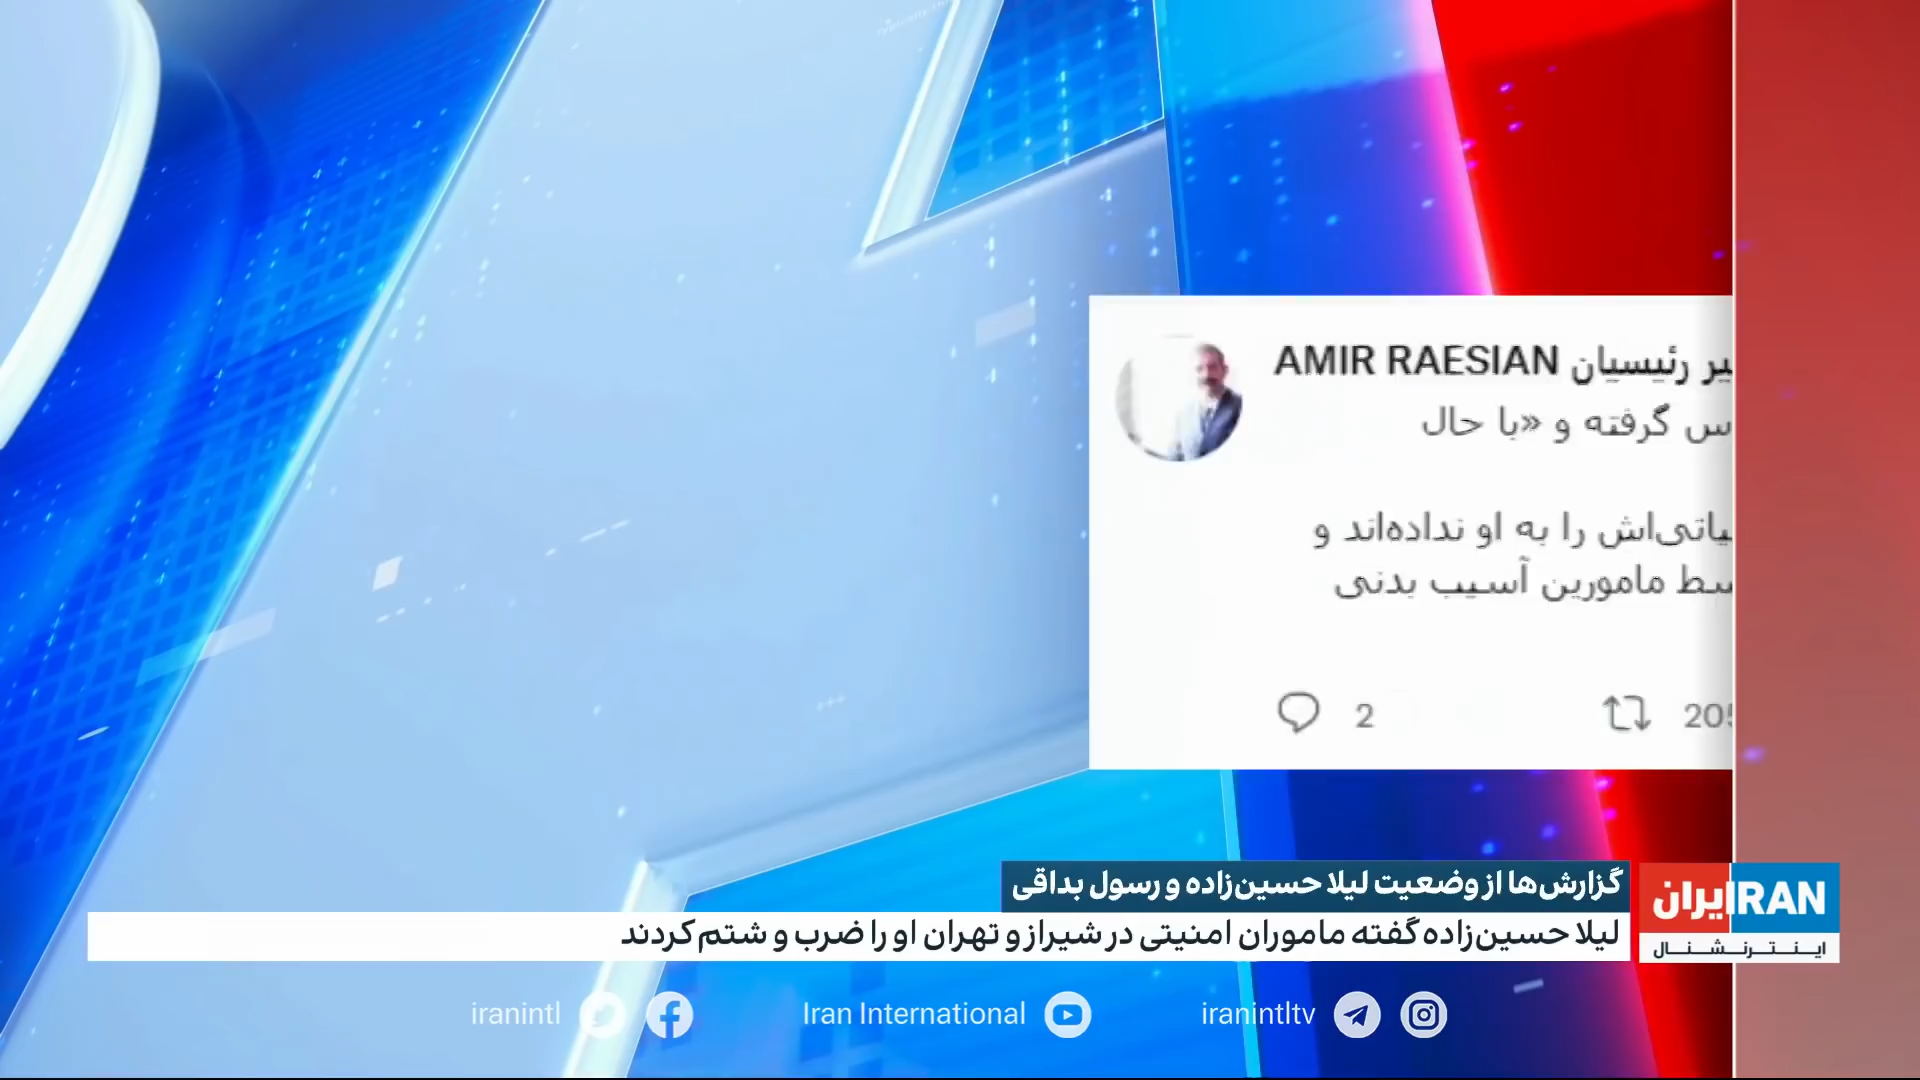 AMIR RAESIAN یر رئیسیان
س گرفته و «با حال
یاتی‌اش را به او نداده‌اند و
سط مامورین آسیب بدنی
2
205
گزارش‌ها از وضعیت لیلا حسین‌زاده و رسول بداقی
لیلا حسین‌زاده گفته ماموران امنیتی در شیراز و تهران او را ضرب و شتم کردند
ایران IRAN
اینترنشنال
iranintl
Iran International
iranintltv